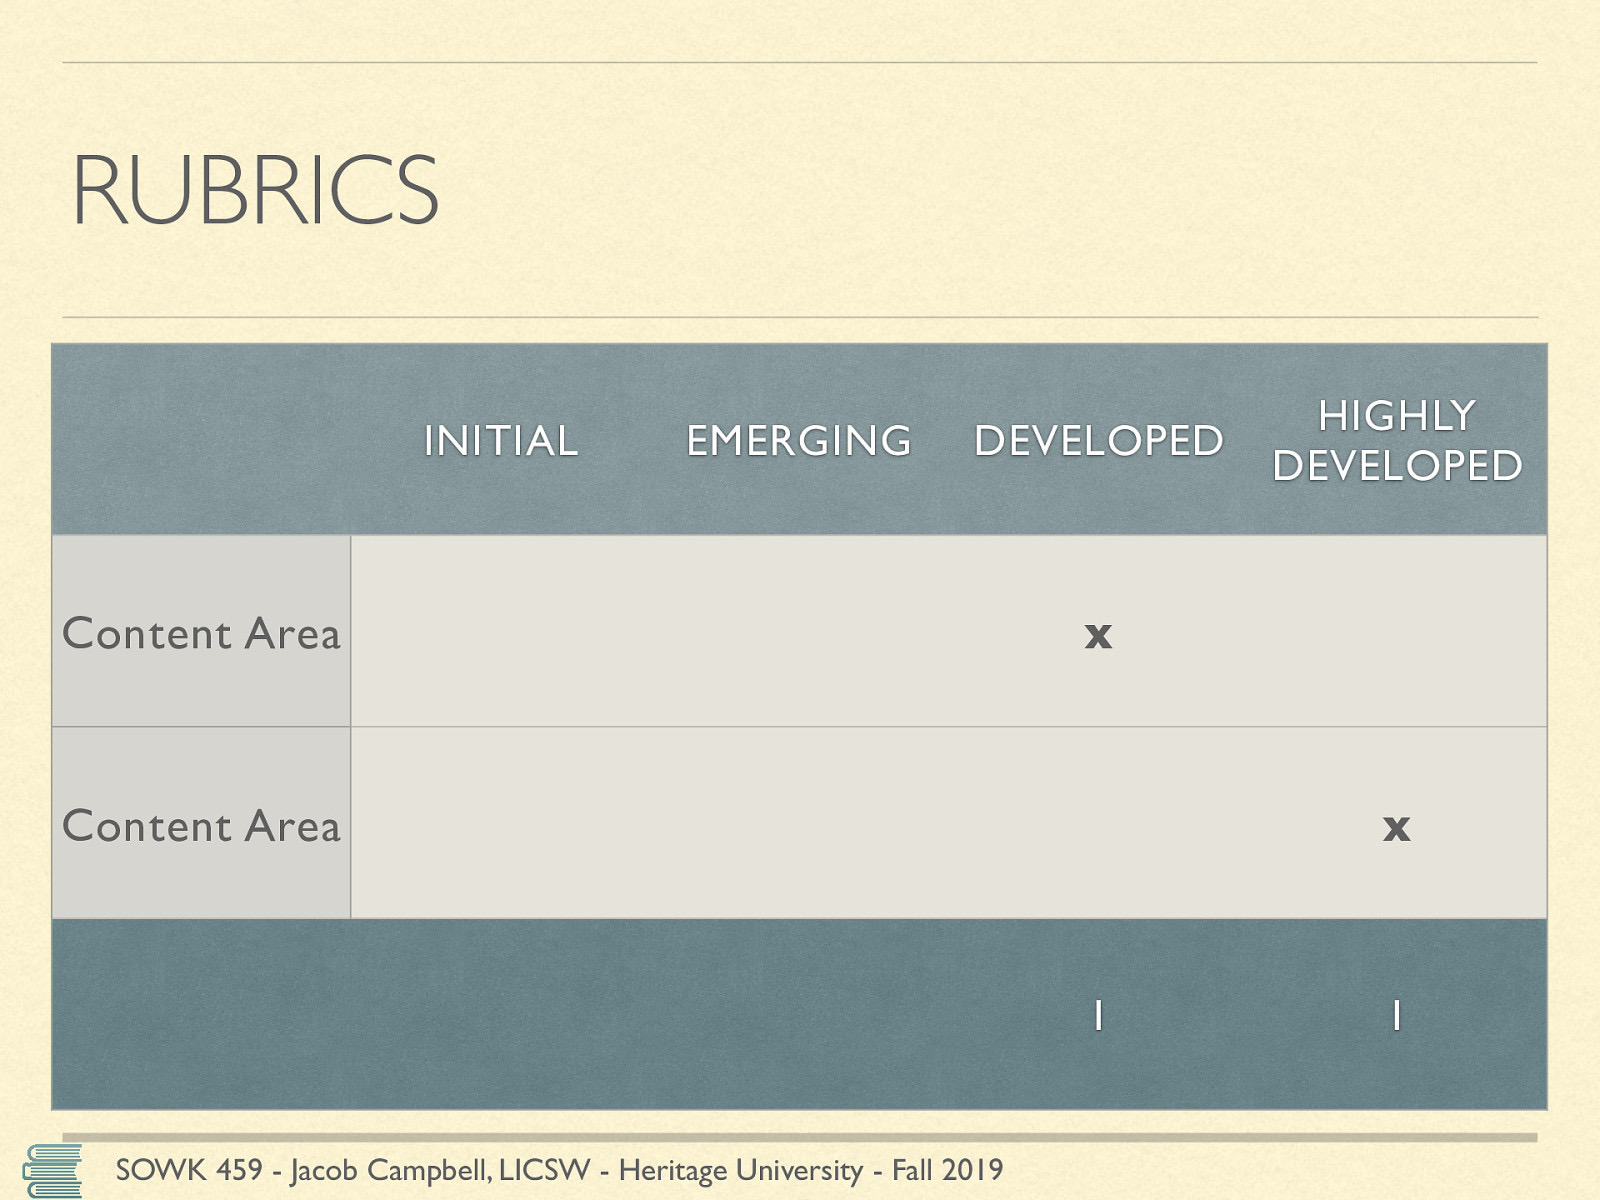 RUBRICS
INITIAL EMERGING DEVELOPED HIGHLY DEVELOPED
Content Area x
Content Area x
1 1
SOWK 459 - Jacob Campbell, LICSW - Heritage University - Fall 2019